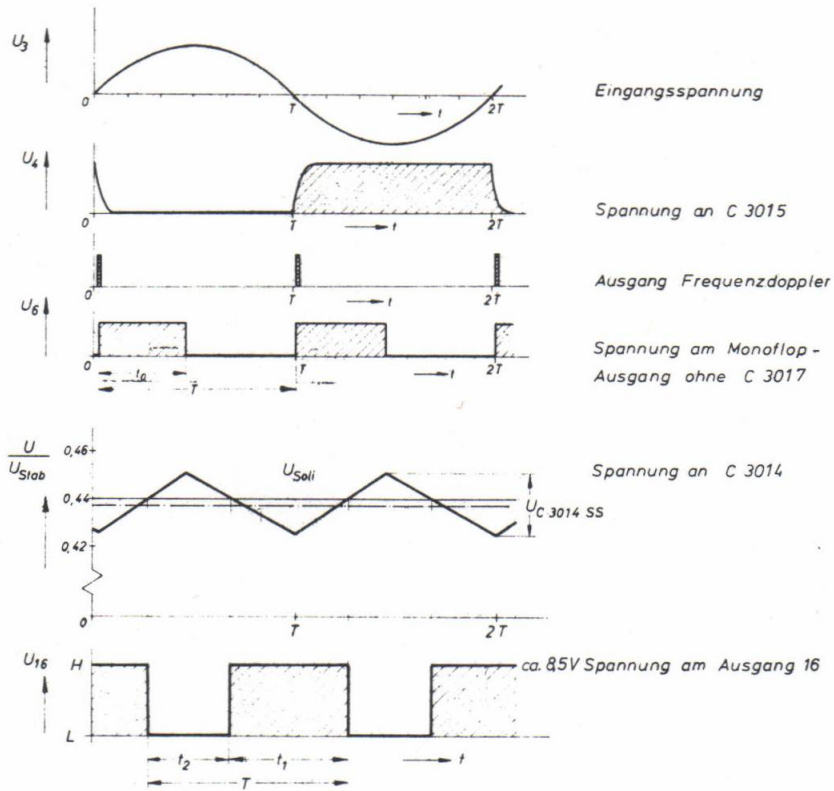 U3
0
T
t
2T
Eingangsspannung
U4
0
T
t
2T
Spannung an C 3015
0
T
t
2T
Ausgang Frequenzdoppler
U6
0
T
t
2T
Spannung am Monoflop-
Ausgang ohne C 3017
t0
T
U
UStab
0,46
0,44
0,42
0
USoll
UC 3014 SS
Spannung an C 3014
T
2T
U16
H
L
ca. 8,5V Spannung am Ausgang 16
t2
t1
t
T